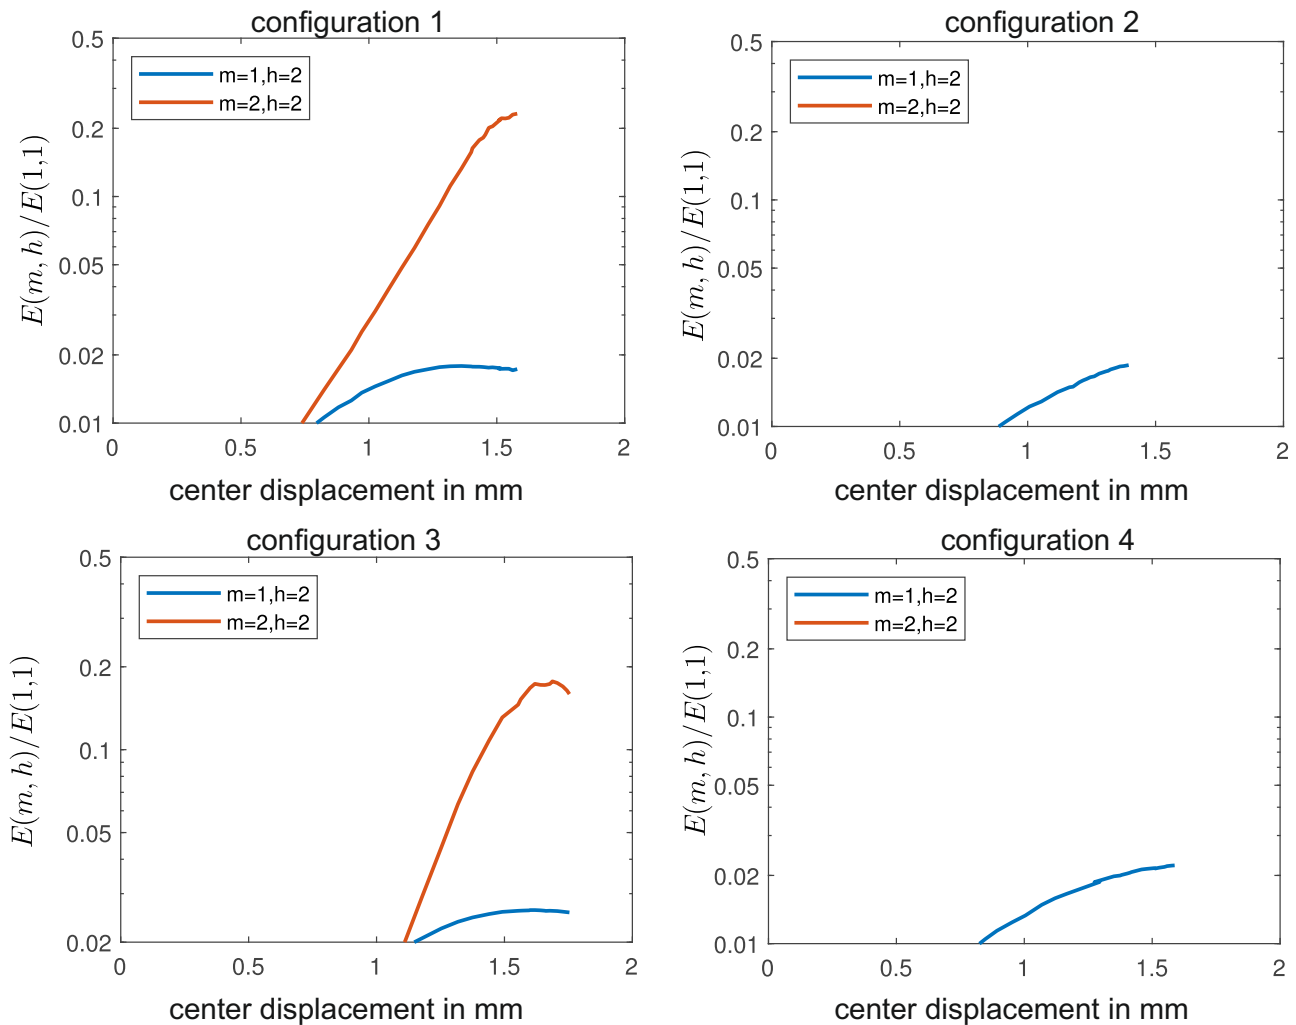 configuration 1
m=1,h=2
m=2,h=2
E(m, h)/E(1,1)
0.5
0.2
0.1
0.05
0.02
0.01
0 0.5 1 1.5 2
center displacement in mm
configuration 2
m=1,h=2
m=2,h=2
E(m, h)/E(1,1)
0.5
0.2
0.1
0.05
0.02
0.01
0 0.5 1 1.5 2
center displacement in mm
configuration 3
m=1,h=2
m=2,h=2
E(m, h)/E(1,1)
0.5
0.2
0.1
0.05
0.02
0 0.5 1 1.5 2
center displacement in mm
configuration 4
m=1,h=2
m=2,h=2
E(m, h)/E(1,1)
0.5
0.2
0.1
0.05
0.02
0.01
0 0.5 1 1.5 2
center displacement in mm